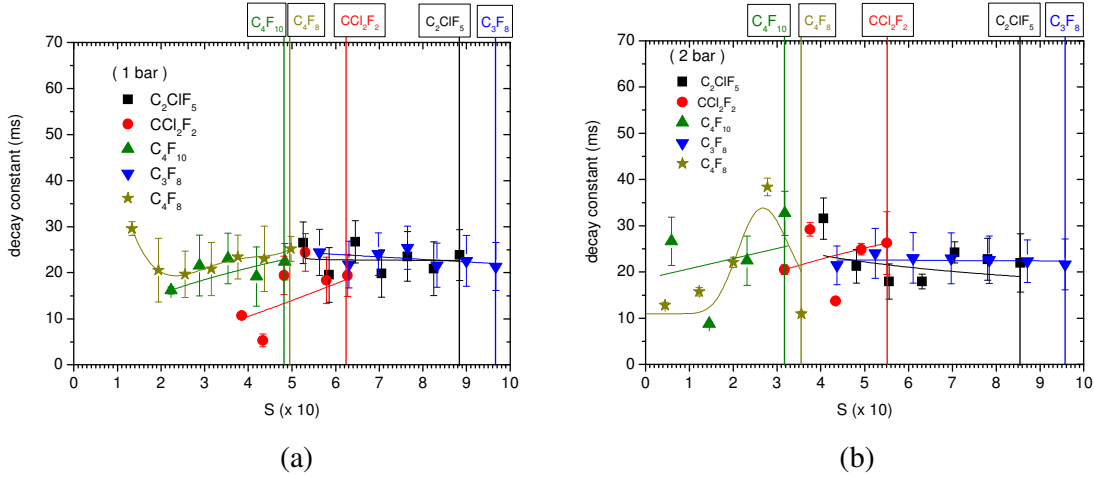 C₄F₁₀ C₄F₈ CCl₂F₂ C₂ClF₅ C₃F₈
70
60
50
40
30
20
10
0
decay constant (ms)
( 1 bar )
C₂ClF₅
CCl₂F₂
C₄F₁₀
C₃F₈
C₄F₈
0 1 2 3 4 5 6 7 8 9 10
S (x 10)
(a)
C₄F₁₀ C₄F₈ CCl₂F₂ C₂ClF₅ C₃F₈
70
60
50
40
30
20
10
0
decay constant (ms)
( 2 bar )
C₂ClF₅
CCl₂F₂
C₄F₁₀
C₃F₈
C₄F₈
0 1 2 3 4 5 6 7 8 9 10
S (x 10)
(b)